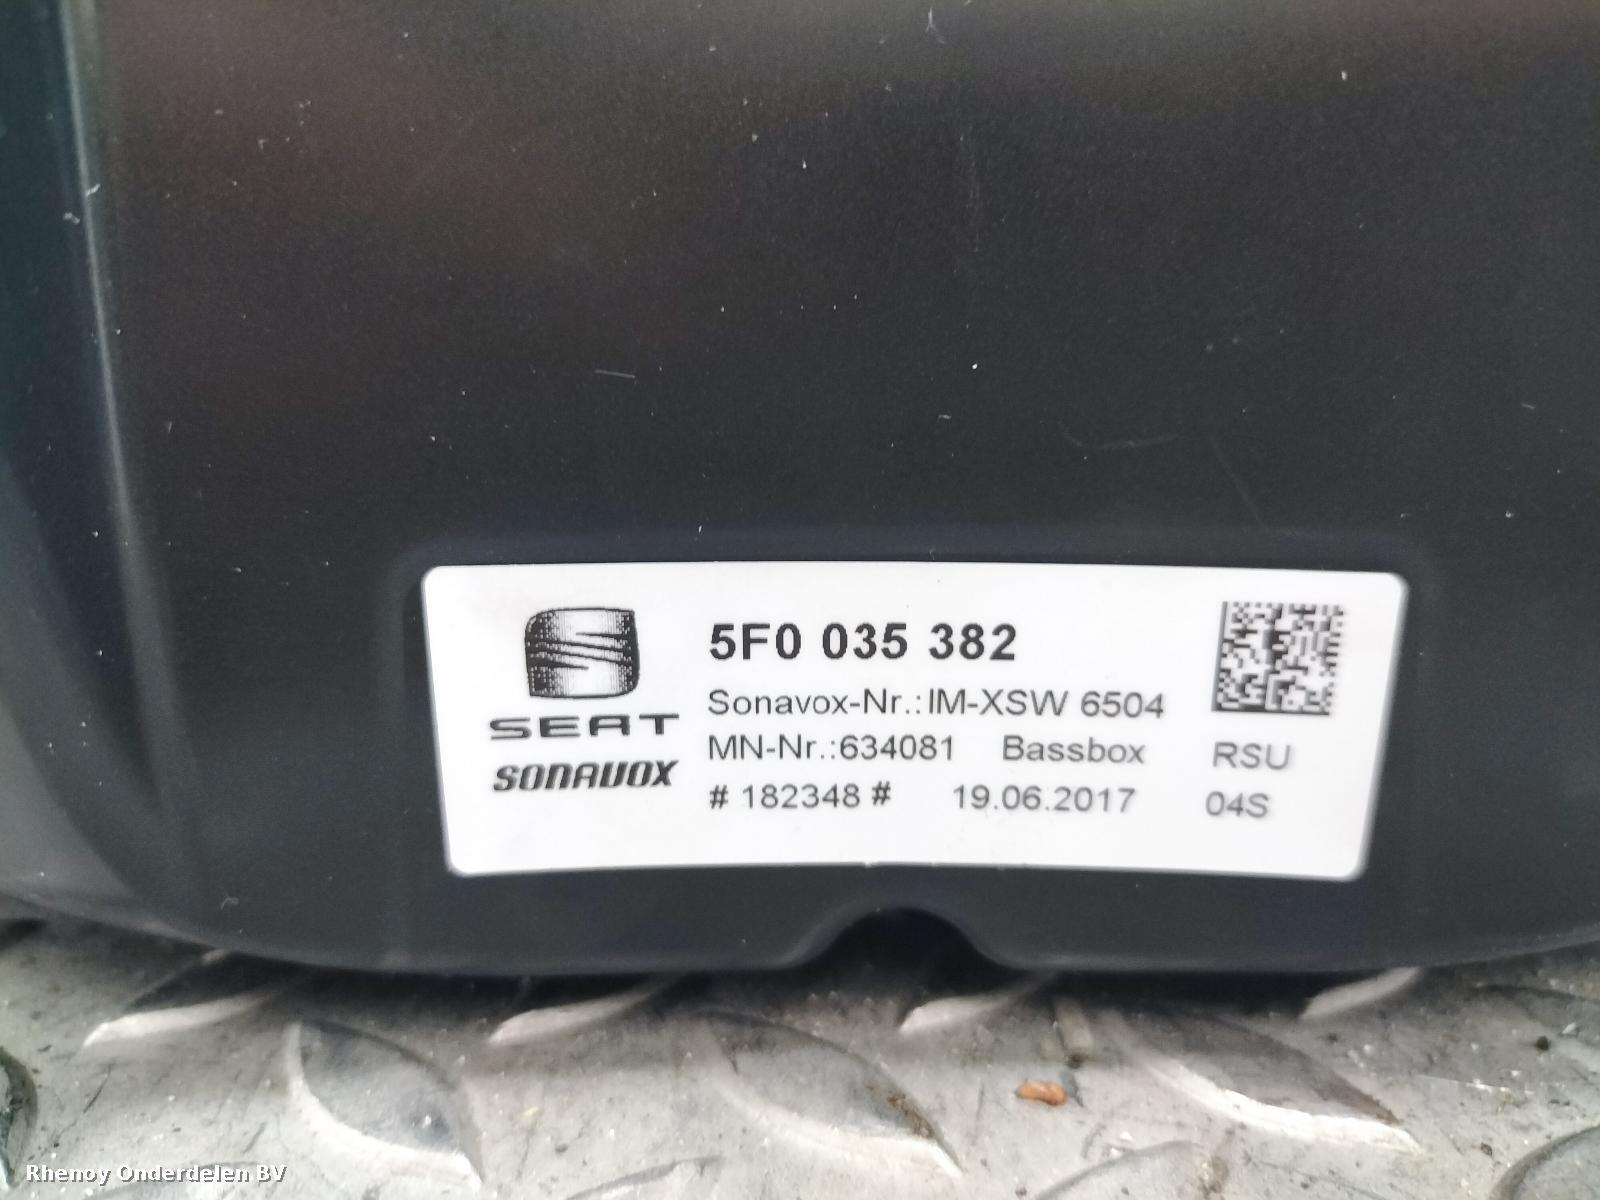 5F0 035 382
Sonavox-Nr.:IM-XSW 6504
SEAT
MN-Nr.:634081 Bassbox RSU
SONAVOX
# 182348 # 19.06.2017 04S
Rhenoy Onderdelen BV